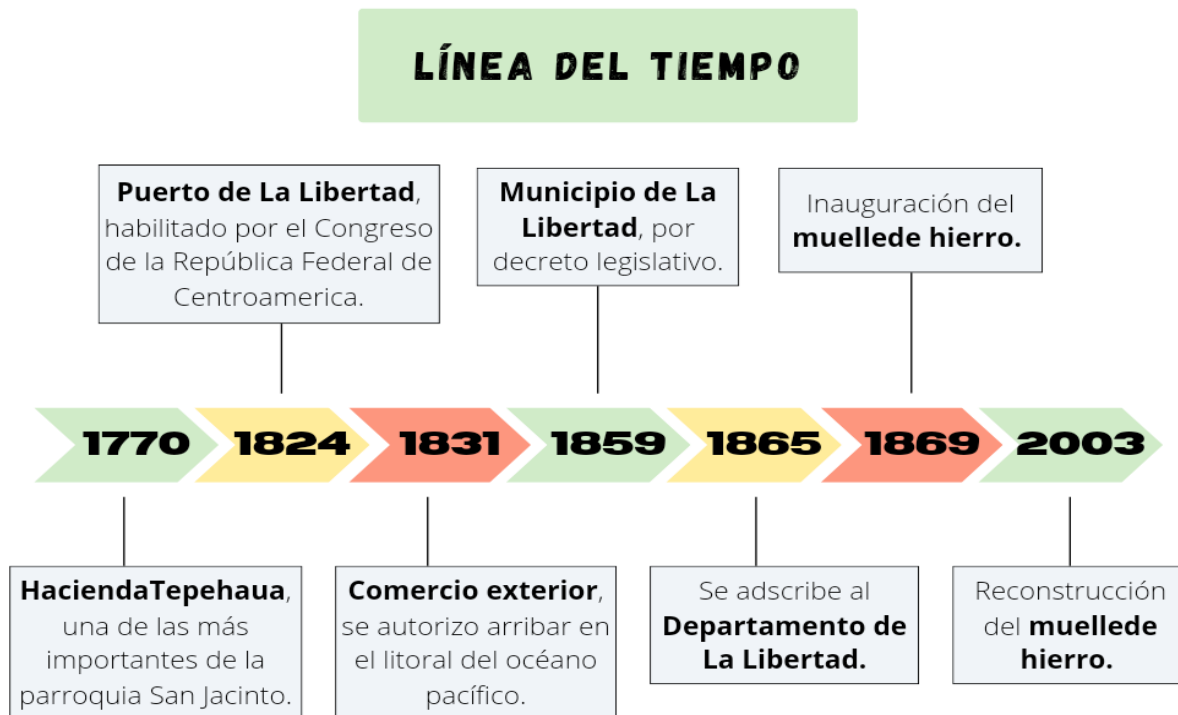 LÍNEA DEL TIEMPO
Puerto de La Libertad,
habilitado por el Congreso
de la República Federal de
Centroamerica.
Municipio de La
Libertad, por
decreto legislativo.
Inauguración del
muellede hierro.
1770
1824
1831
1859
1865
1869
2003
HaciendaTepehaua,
una de las más
importantes de la
parroquia San Jacinto.
Comercio exterior,
se autorizo arribar en
el litoral del océano
pacífico.
Se adscribe al
Departamento de
La Libertad.
Reconstrucción
del muellede
hierro.